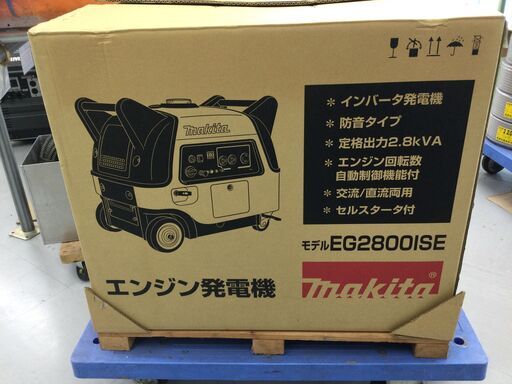 makita
* インバータ発電機
* 防音タイプ
* 定格出力2.8kVA
* エンジン回転数
自動制御機能付
* 交流/直流両用
* セルスタータ付
モデルEG2800ISE
エンジン発電機
makita®